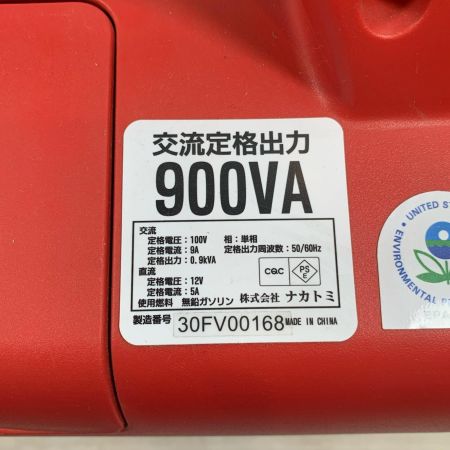 交流定格出力
900VA
交流
定格電圧：100V 相：単相
定格電流：9A 定格出力周波数：50/60Hz
定格出力：0.9kVA
直流
定格電圧：12V
定格電流：5A
CQC
PS
E
使用燃料 無鉛ガソリン 株式会社 ナカトミ
製造番号 30FV00168 MADE IN CHINA
UNITED ST
ENVIRONMENTAL P
EPA